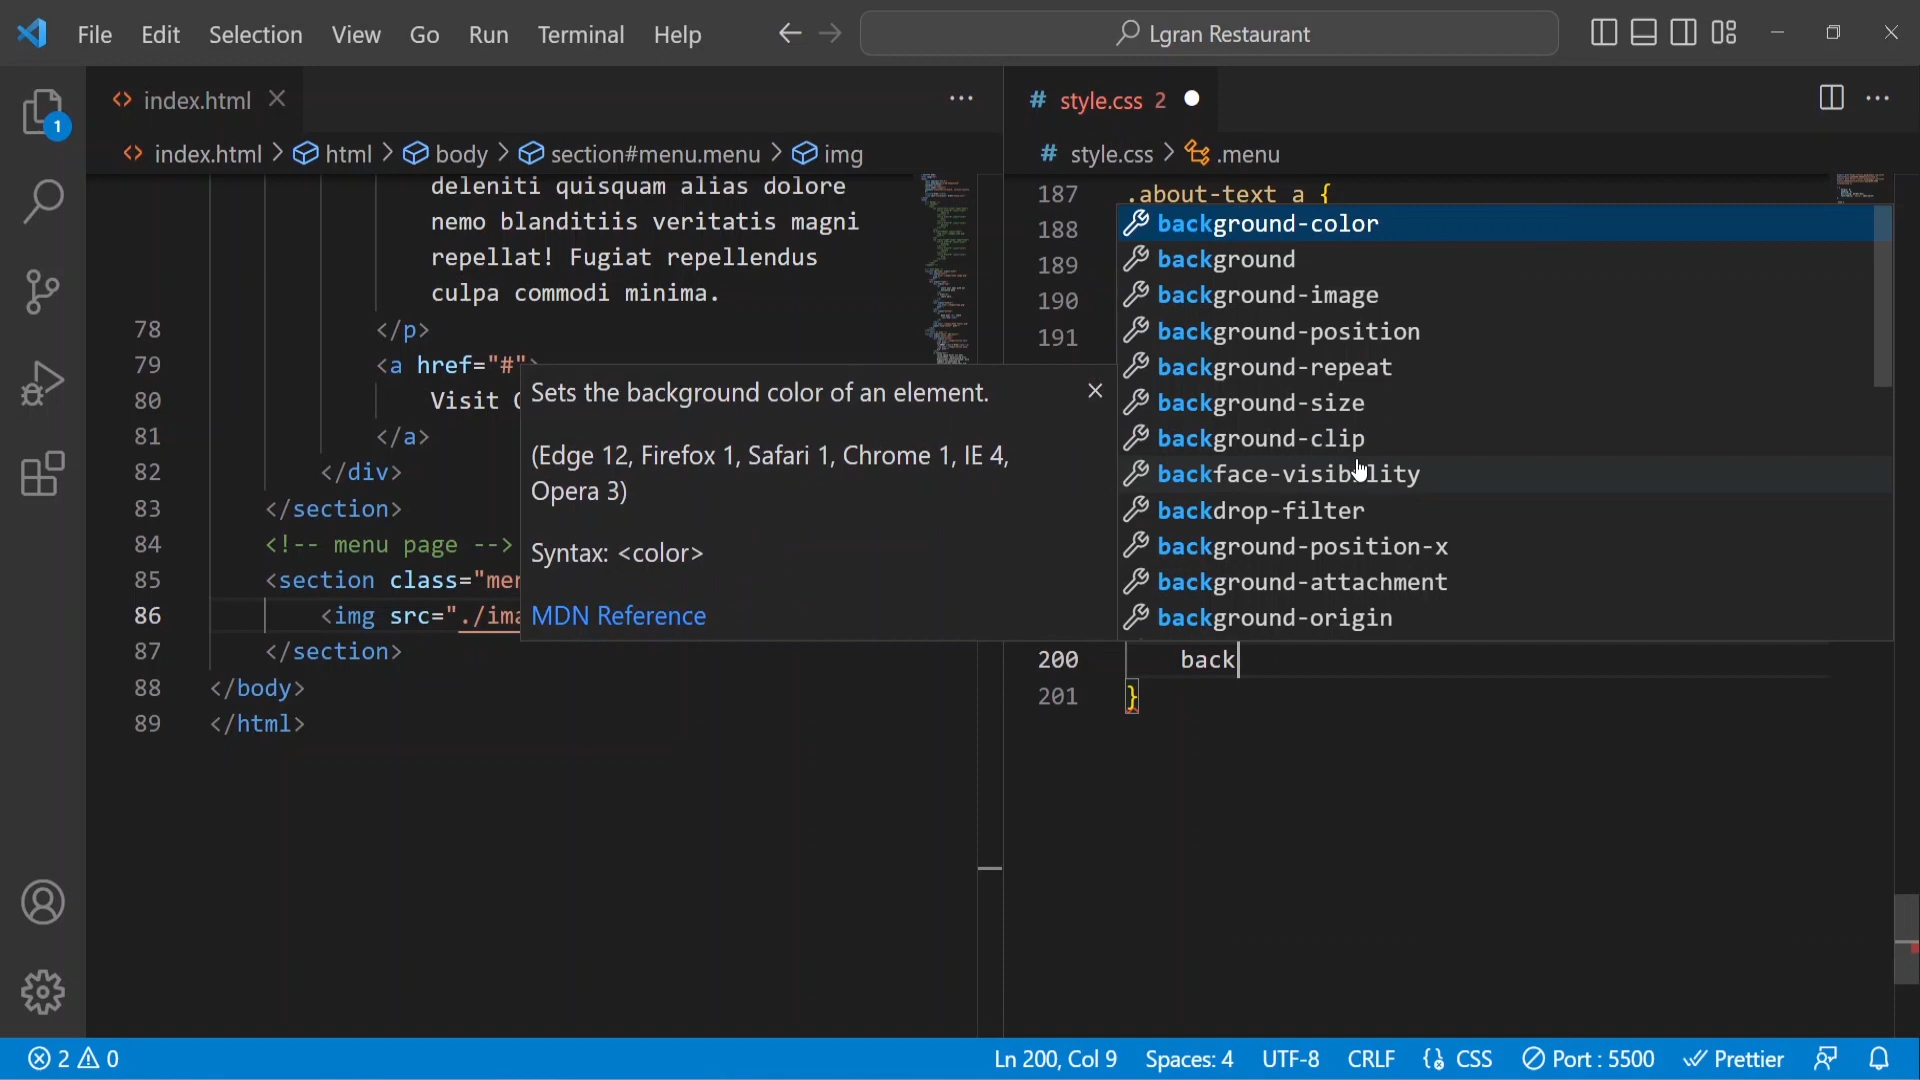 File Edit Selection View Go Run Terminal Help Lgran Restaurant
index.html
index.html > html > body > section#menu.menu > img
1
deleniti quisquam alias dolore
nemo blanditiis veritatis magni
repellat! Fugiat repellendus
culpa commodi minima.
78 </p>
79 <a href="#"
80 Visit
81 </a>
82 </div>
83 </section>
84 <!-- menu page -->
85 <section class="men
86 <img src="./ima
87 </section>
88 </body>
89 </html>
Sets the background color of an element.
(Edge 12, Firefox 1, Safari 1, Chrome 1, IE 4,
Opera 3)
Syntax: <color>
MDN Reference
# style.css 2
# style.css > .menu
187 .about-text a {
188
189
190
191
background-color
background
background-image
background-position
background-repeat
background-size
background-clip
backface-visibility
backdrop-filter
background-position-x
background-attachment
background-origin
200 back
201 }
2 0 Ln 200, Col 9 Spaces: 4 UTF-8 CRLF {} CSS Port : 5500 Prettier